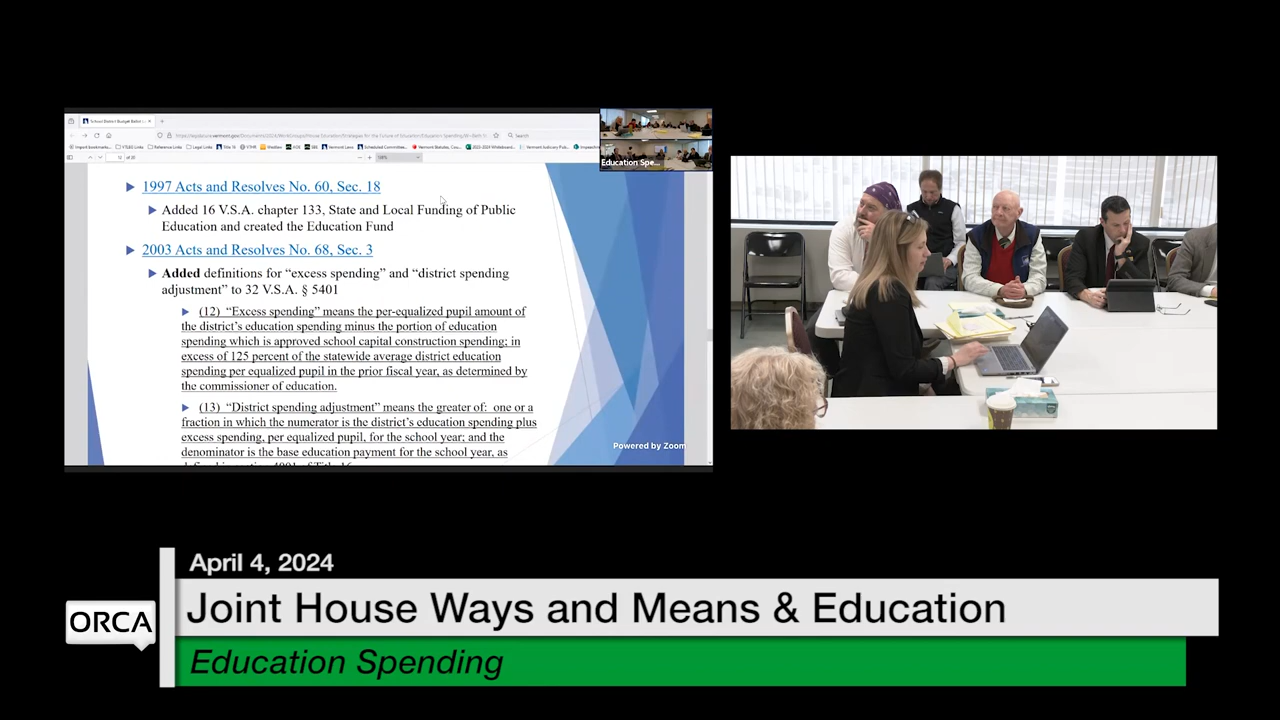 School District Budget Ballot
Search
12 of 20
Education Spe...
1997 Acts and Resolves No. 60, Sec. 18
Added 16 V.S.A. chapter 133, State and Local Funding of Public
Education and created the Education Fund
2003 Acts and Resolves No. 68, Sec. 3
Added definitions for “excess spending” and “district spending
adjustment” to 32 V.S.A. § 5401
(12) “Excess spending” means the per-equalized pupil amount of
the district’s education spending minus the portion of education
spending which is approved school capital construction spending; in
excess of 125 percent of the statewide average district education
spending per equalized pupil in the prior fiscal year, as determined by
the commissioner of education.
(13) “District spending adjustment” means the greater of: one or a
fraction in which the numerator is the district’s education spending plus
excess spending, per equalized pupil, for the school year; and the
denominator is the base education payment for the school year, as
Powered by Zoom
April 4, 2024
Joint House Ways and Means & Education
ORCA
Education Spending